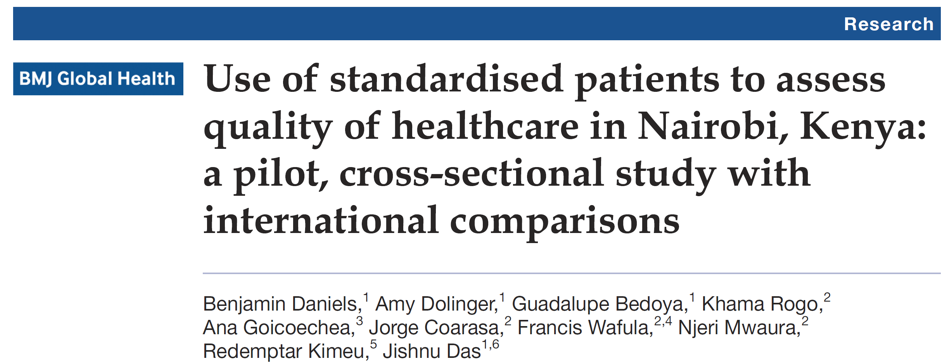 Research
BMJ Global Health
Use of standardised patients to assess
quality of healthcare in Nairobi, Kenya:
a pilot, cross-sectional study with
international comparisons
Benjamin Daniels,1 Amy Dolinger,1 Guadalupe Bedoya,1 Khama Rogo,2
Ana Goicoechea,3 Jorge Coarasa,2 Francis Wafula,2,4 Njeri Mwaura,2
Redemptar Kimeu,5 Jishnu Das1,6